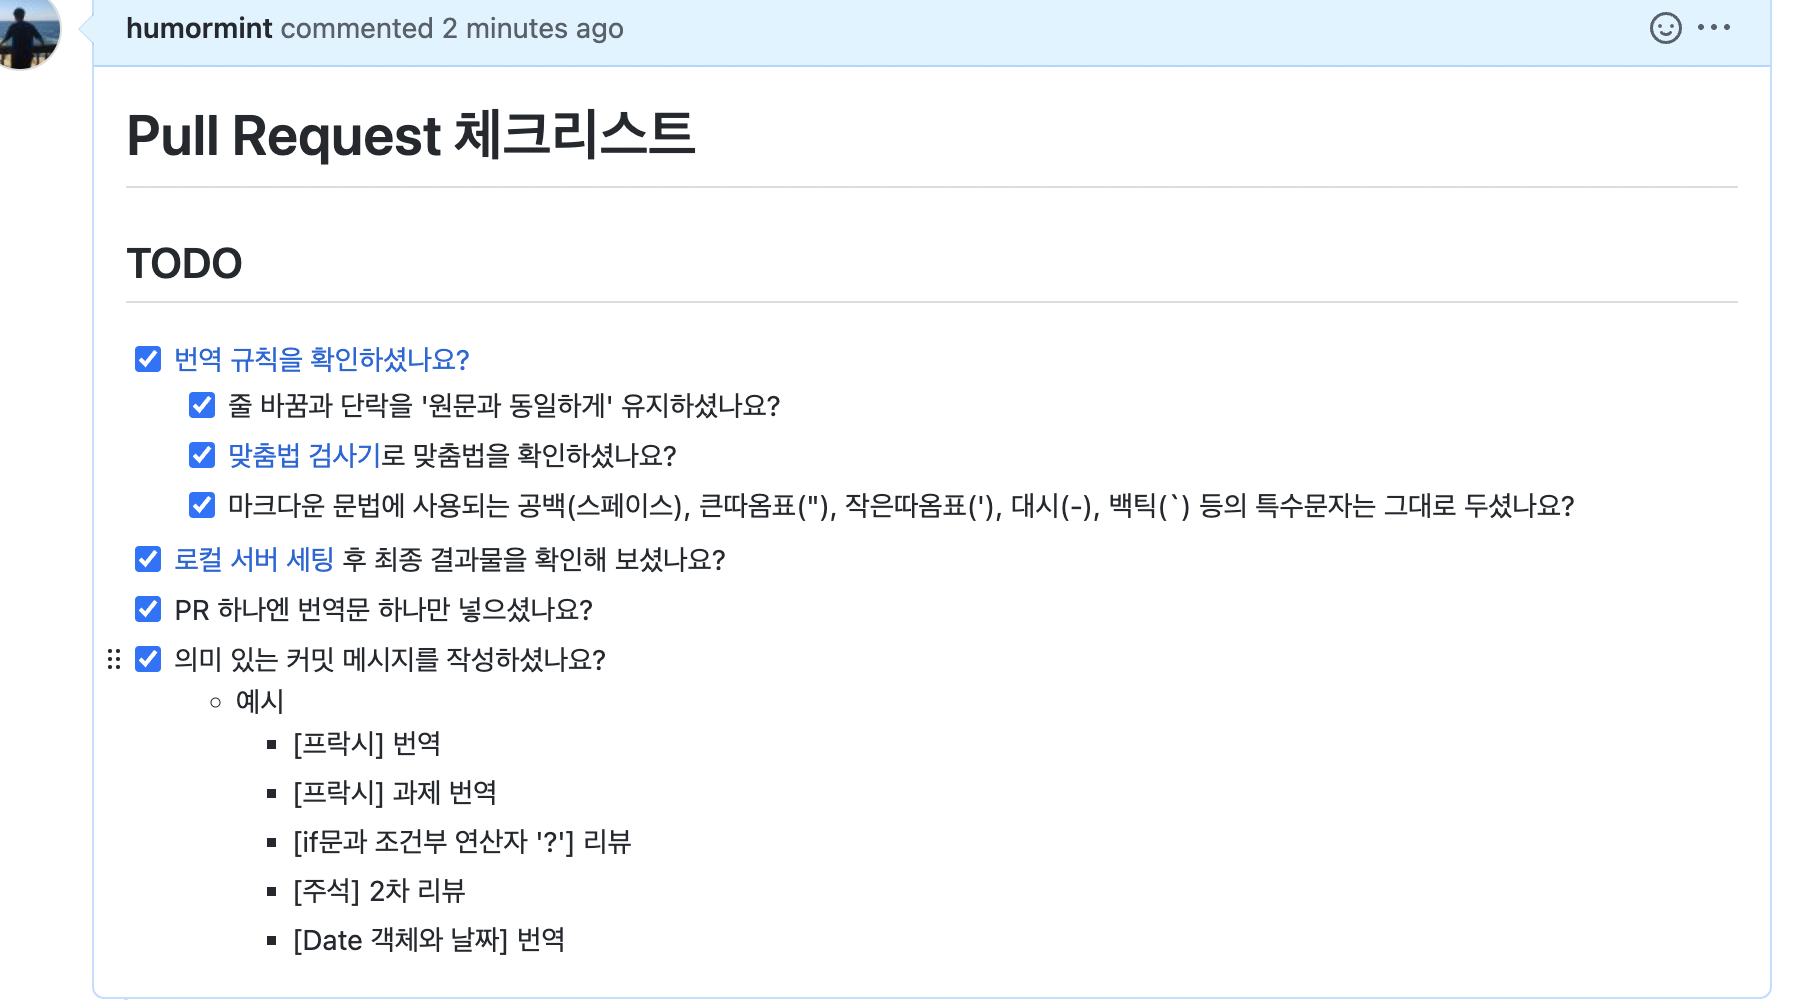 humormint commented 2 minutes ago
Pull Request 체크리스트
TODO
번역 규칙을 확인하셨나요?
줄 바꿈과 단락을 '원문과 동일하게' 유지하셨나요?
맞춤법 검사기로 맞춤법을 확인하셨나요?
마크다운 문법에 사용되는 공백(스페이스), 큰따옴표("), 작은따옴표('), 대시(-), 백틱(`) 등의 특수문자는 그대로 두셨나요?
로컬 서버 세팅 후 최종 결과물을 확인해 보셨나요?
PR 하나엔 번역문 하나만 넣으셨나요?
의미 있는 커밋 메시지를 작성하셨나요?
예시
[프락시] 번역
[프락시] 과제 번역
[if문과 조건부 연산자 '?'] 리뷰
[주석] 2차 리뷰
[Date 객체와 날짜] 번역